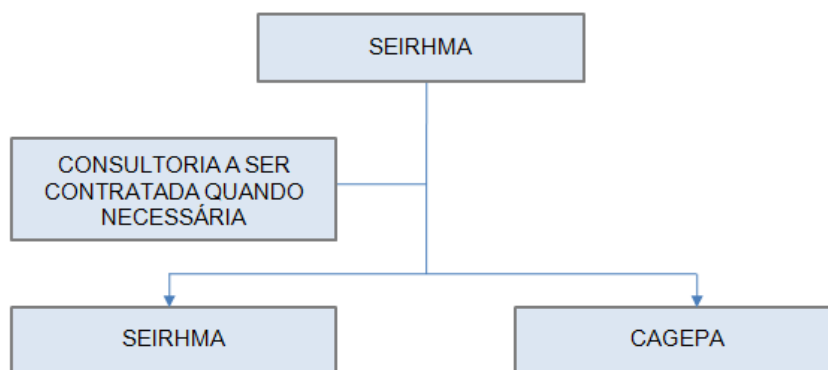 SEIRHMA
CONSULTORIA A SER
CONTRATADA QUANDO
NECESSÁRIA
SEIRHMA
CAGEPA